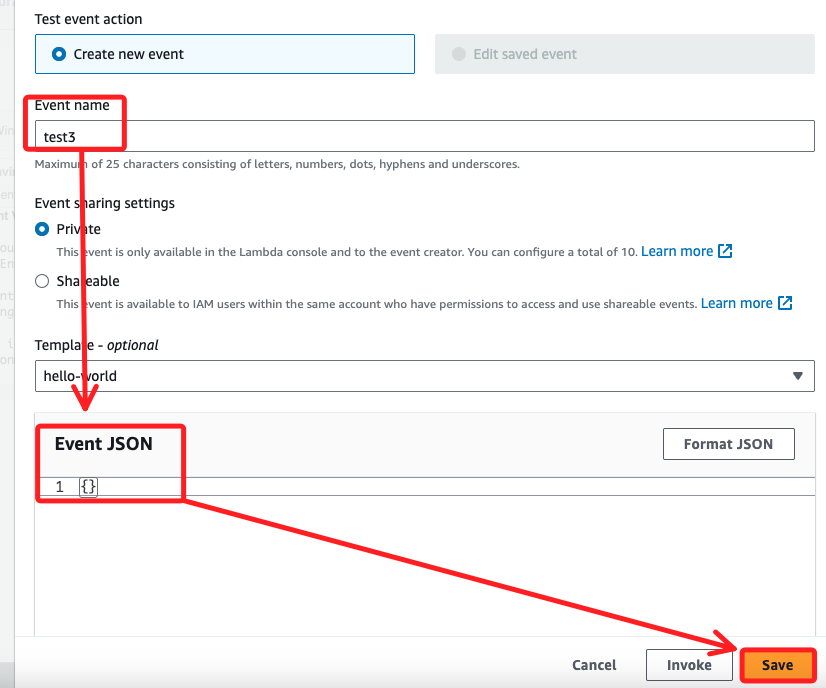 Test event action
Create new event
Edit saved event
Event name
test3
Maximum of 25 characters consisting of letters, numbers, dots, hyphens and underscores.
Event sharing settings
Private
This event is only available in the Lambda console and to the event creator. You can configure a total of 10. Learn more
Shareable
This event is available to IAM users within the same account who have permissions to access and use shareable events. Learn more
Template - optional
hello-world
Event JSON
Format JSON
1 {}
Cancel
Invoke
Save